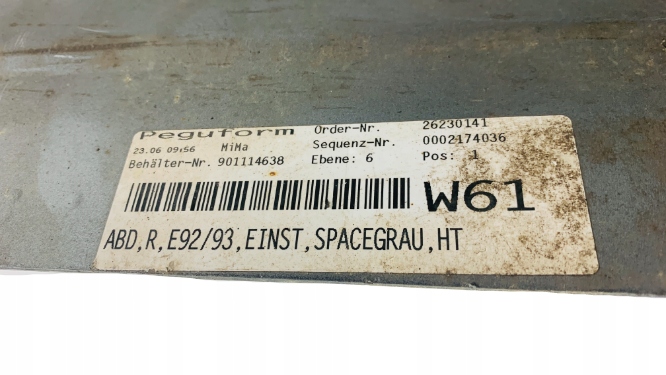 Peguform Order-Nr. 26230141
23.06 09:56 MiMa Sequenz-Nr. 0002174036
Behälter-Nr. 901114638 Ebene: 6 Pos: 1
W61
ABD,R,E92/93,EINST,SPACEGRAU,HT